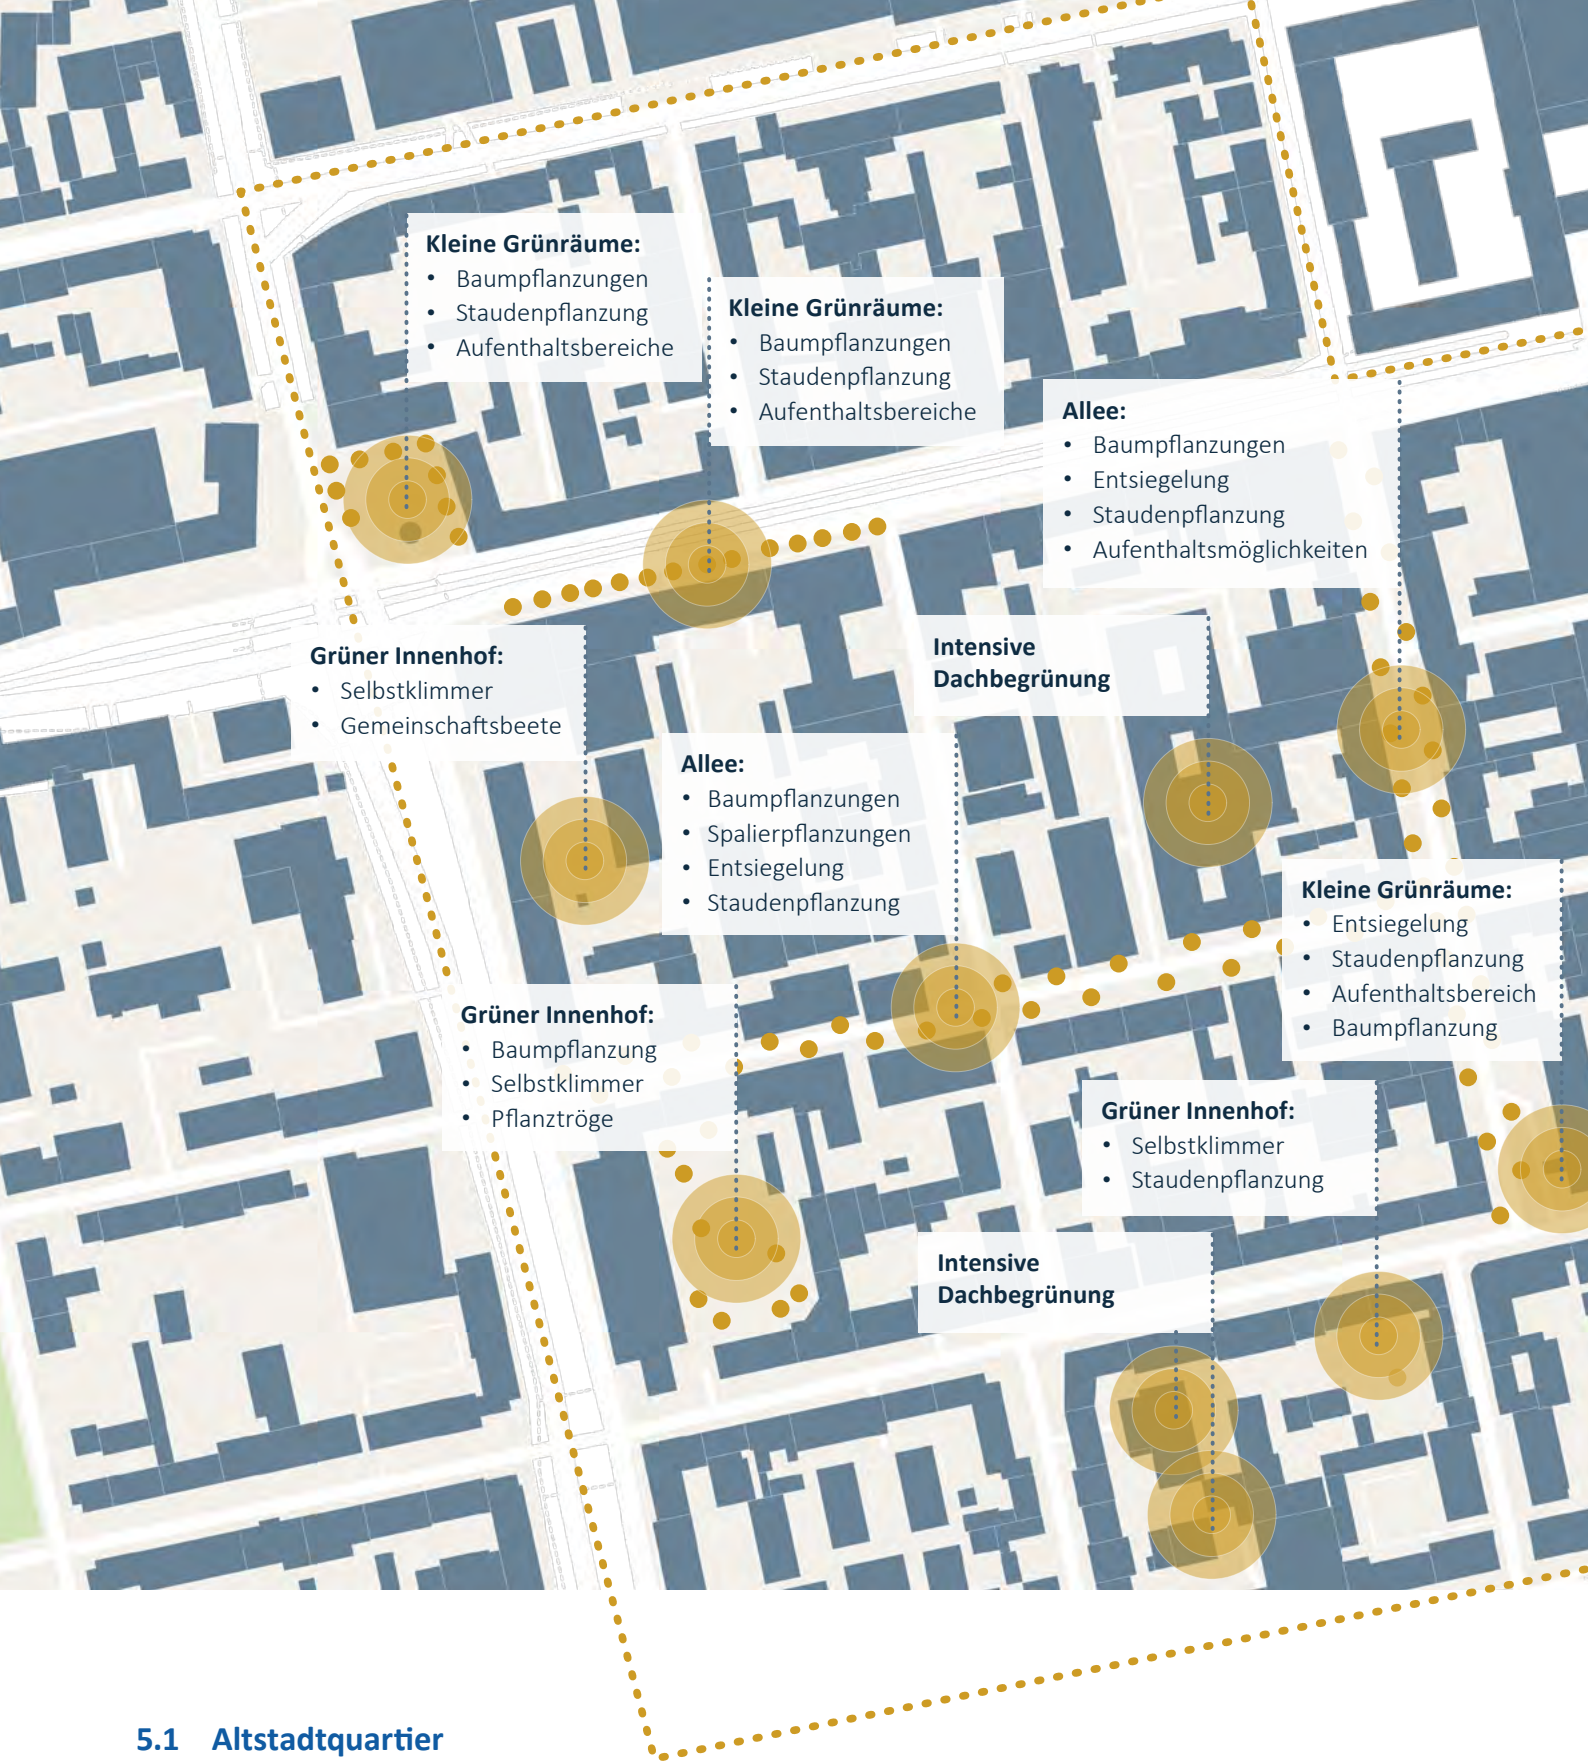 Kleine Grünräume:
• Baumpflanzungen
• Staudenpflanzung
• Aufenthaltsbereiche
Kleine Grünräume:
• Baumpflanzungen
• Staudenpflanzung
• Aufenthaltsbereiche
Allee:
• Baumpflanzungen
• Entsiegelung
• Staudenpflanzung
• Aufenthaltsmöglichkeiten
Grüner Innenhof:
• Selbstklimmer
• Gemeinschaftsbeete
Intensive
Dachbegrünung
Allee:
• Baumpflanzungen
• Spalierpflanzungen
• Entsiegelung
• Staudenpflanzung
Kleine Grünräume:
• Entsiegelung
• Staudenpflanzung
• Aufenthaltsbereich
• Baumpflanzung
Grüner Innenhof:
• Baumpflanzung
• Selbstklimmer
• Pflanztröge
Grüner Innenhof:
• Selbstklimmer
• Staudenpflanzung
Intensive
Dachbegrünung
5.1 Altstadtquartier